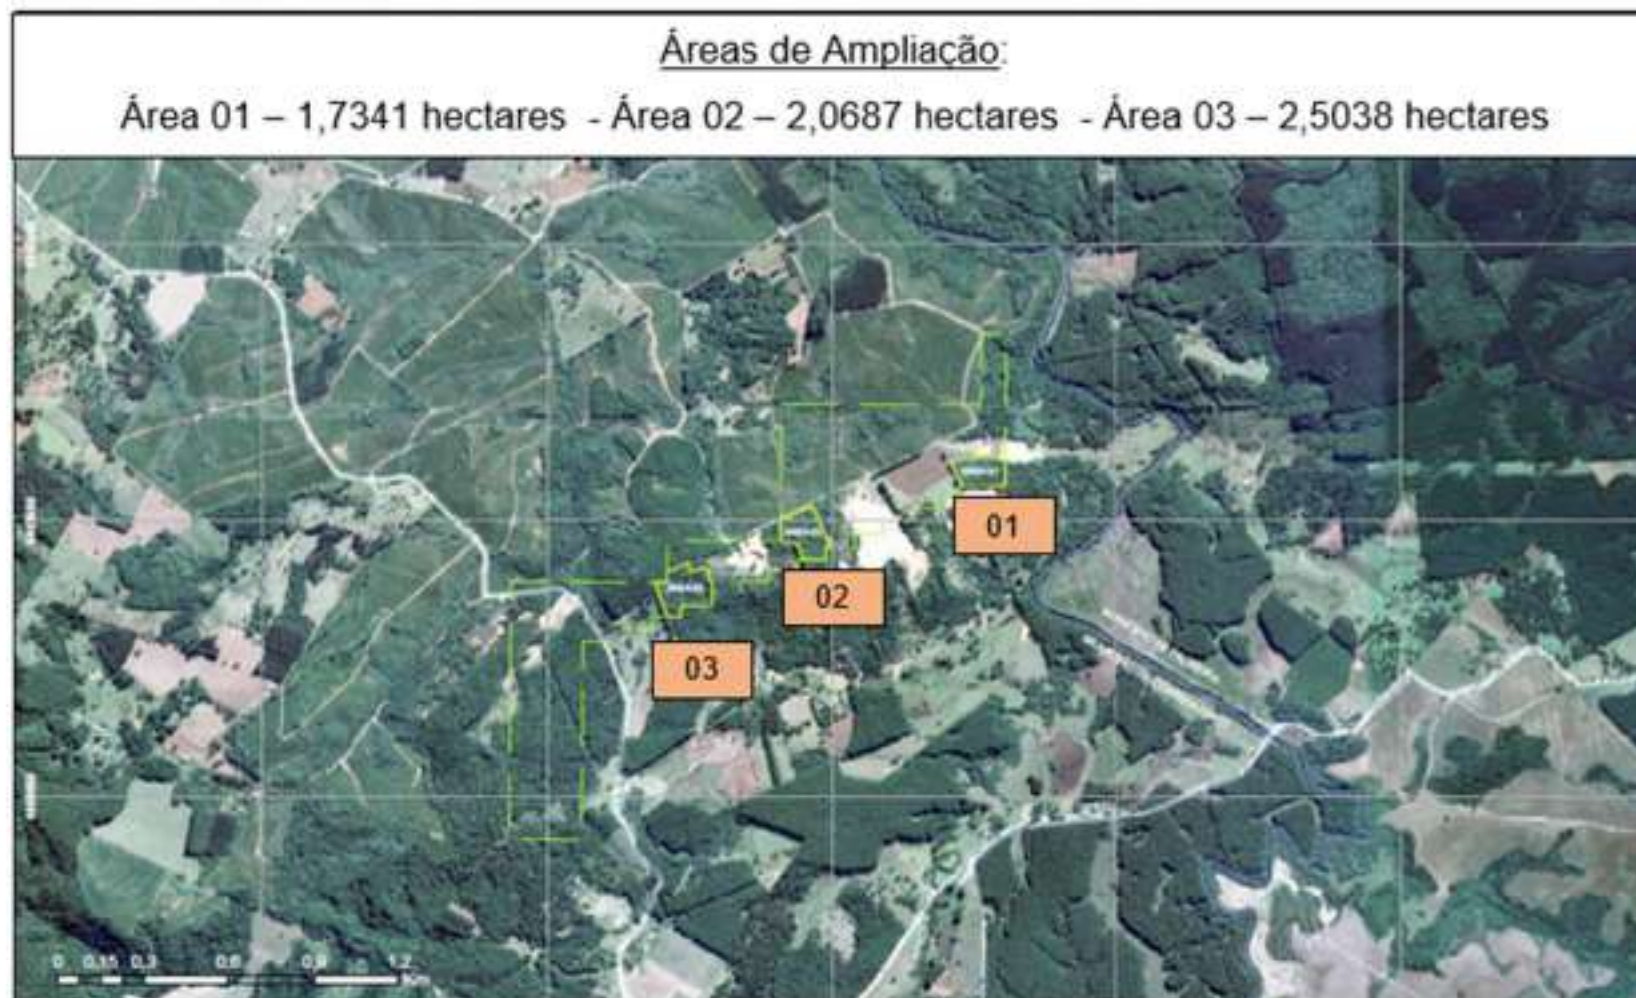 Áreas de Ampliação:
Área 01 – 1,7341 hectares - Área 02 – 2,0687 hectares - Área 03 – 2,5038 hectares
01
02
03
0 0,15 0,3 0,6 0,9 1,2
Km